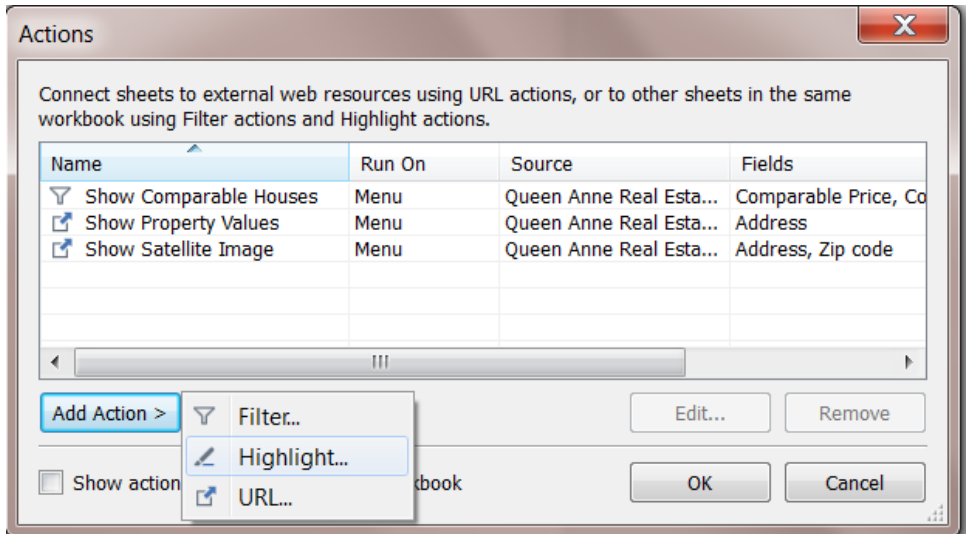 Actions
Connect sheets to external web resources using URL actions, or to other sheets in the same
workbook using Filter actions and Highlight actions.
Name Run On Source Fields
Show Comparable Houses Menu Queen Anne Real Esta... Comparable Price, Co
Show Property Values Menu Queen Anne Real Esta... Address
Show Satellite Image Menu Queen Anne Real Esta... Address, Zip code
Add Action > Edit... Remove
Filter...
Highlight...
URL...
Show action kbook OK Cancel